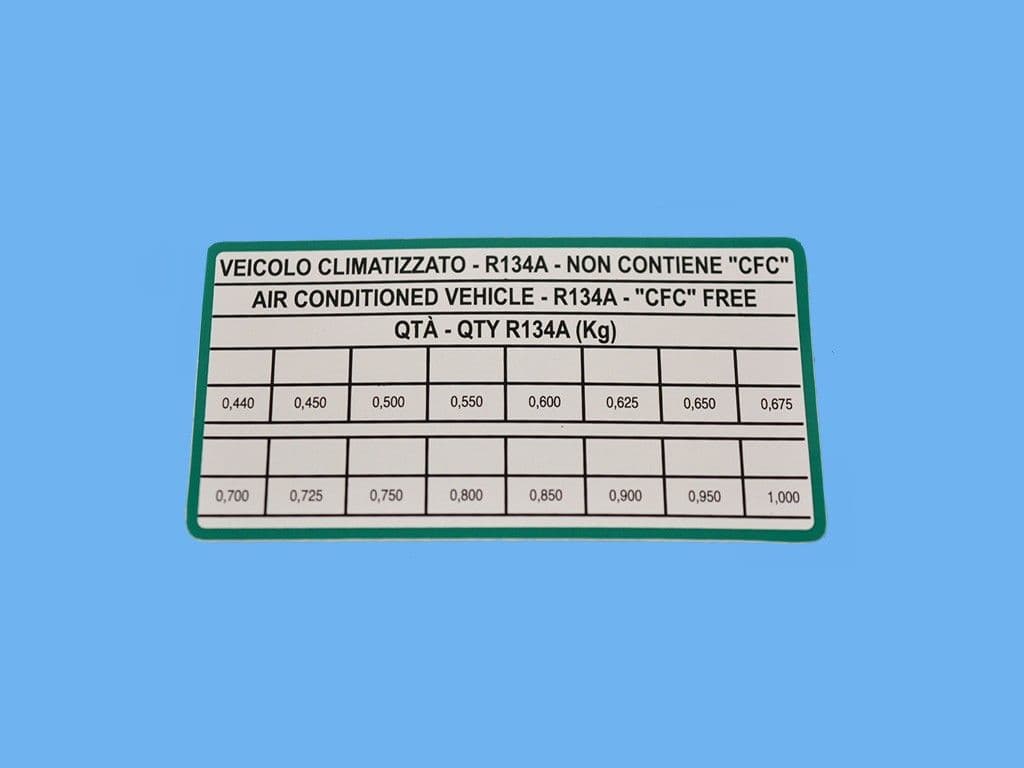 VEICOLO CLIMATIZZATO - R134A - NON CONTIENE "CFC"
AIR CONDITIONED VEHICLE - R134A - "CFC" FREE
QTÀ - QTY R134A (Kg)
0,440 0,450 0,500 0,550 0,600 0,625 0,650 0,675
0,700 0,725 0,750 0,800 0,850 0,900 0,950 1,000